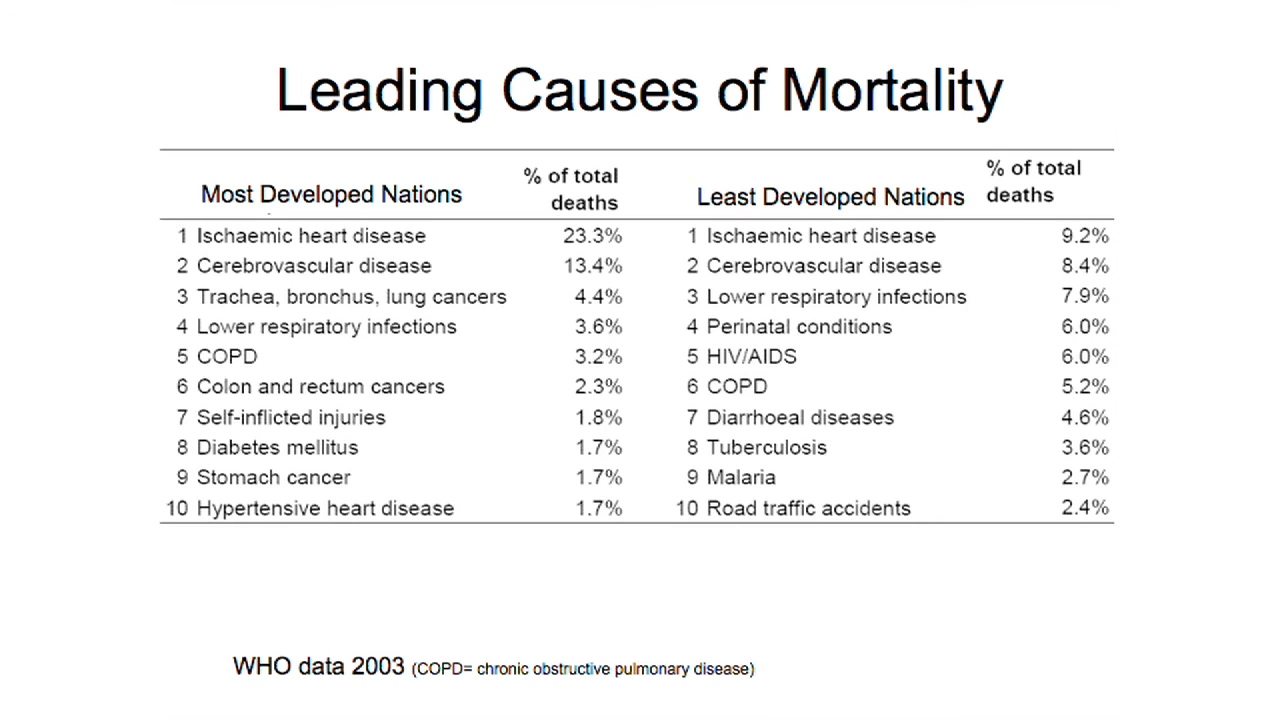 Leading Causes of Mortality
Most Developed Nations % of total deaths Least Developed Nations % of total deaths
1 Ischaemic heart disease 23.3% 1 Ischaemic heart disease 9.2%
2 Cerebrovascular disease 13.4% 2 Cerebrovascular disease 8.4%
3 Trachea, bronchus, lung cancers 4.4% 3 Lower respiratory infections 7.9%
4 Lower respiratory infections 3.6% 4 Perinatal conditions 6.0%
5 COPD 3.2% 5 HIV/AIDS 6.0%
6 Colon and rectum cancers 2.3% 6 COPD 5.2%
7 Self-inflicted injuries 1.8% 7 Diarrhoeal diseases 4.6%
8 Diabetes mellitus 1.7% 8 Tuberculosis 3.6%
9 Stomach cancer 1.7% 9 Malaria 2.7%
10 Hypertensive heart disease 1.7% 10 Road traffic accidents 2.4%
WHO data 2003 (COPD= chronic obstructive pulmonary disease)